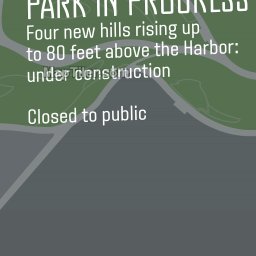 PARK IN PROGRESS
Four new hills rising up
to 80 feet above the Harbor:
under construction
Closed to public